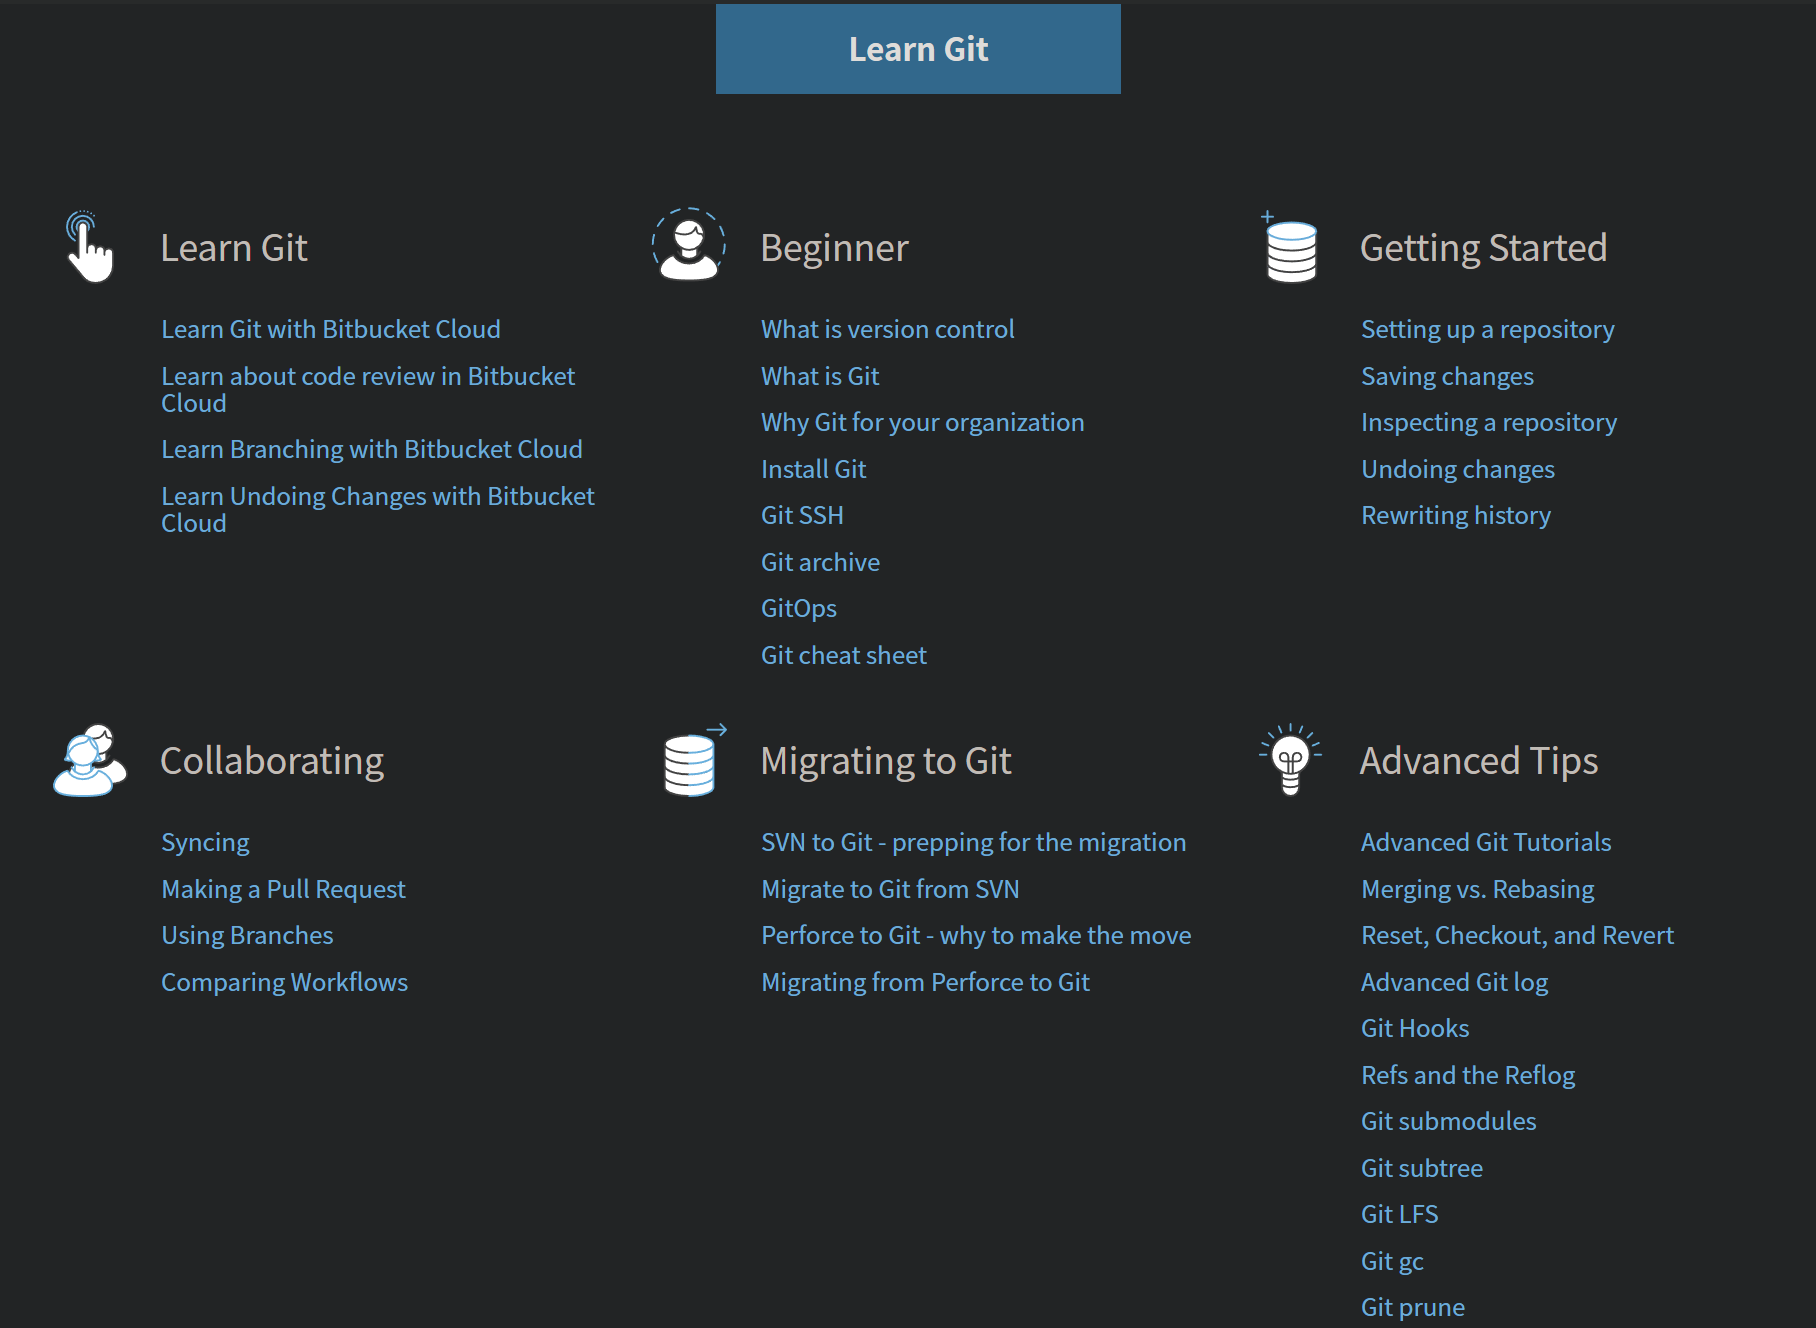 Learn Git
Learn Git
Learn Git with Bitbucket Cloud
Learn about code review in Bitbucket
Cloud
Learn Branching with Bitbucket Cloud
Learn Undoing Changes with Bitbucket
Cloud
Beginner
What is version control
What is Git
Why Git for your organization
Install Git
Git SSH
Git archive
GitOps
Git cheat sheet
Getting Started
Setting up a repository
Saving changes
Inspecting a repository
Undoing changes
Rewriting history
Collaborating
Syncing
Making a Pull Request
Using Branches
Comparing Workflows
Migrating to Git
SVN to Git - prepping for the migration
Migrate to Git from SVN
Perforce to Git - why to make the move
Migrating from Perforce to Git
Advanced Tips
Advanced Git Tutorials
Merging vs. Rebasing
Reset, Checkout, and Revert
Advanced Git log
Git Hooks
Refs and the Reflog
Git submodules
Git subtree
Git LFS
Git gc
Git prune